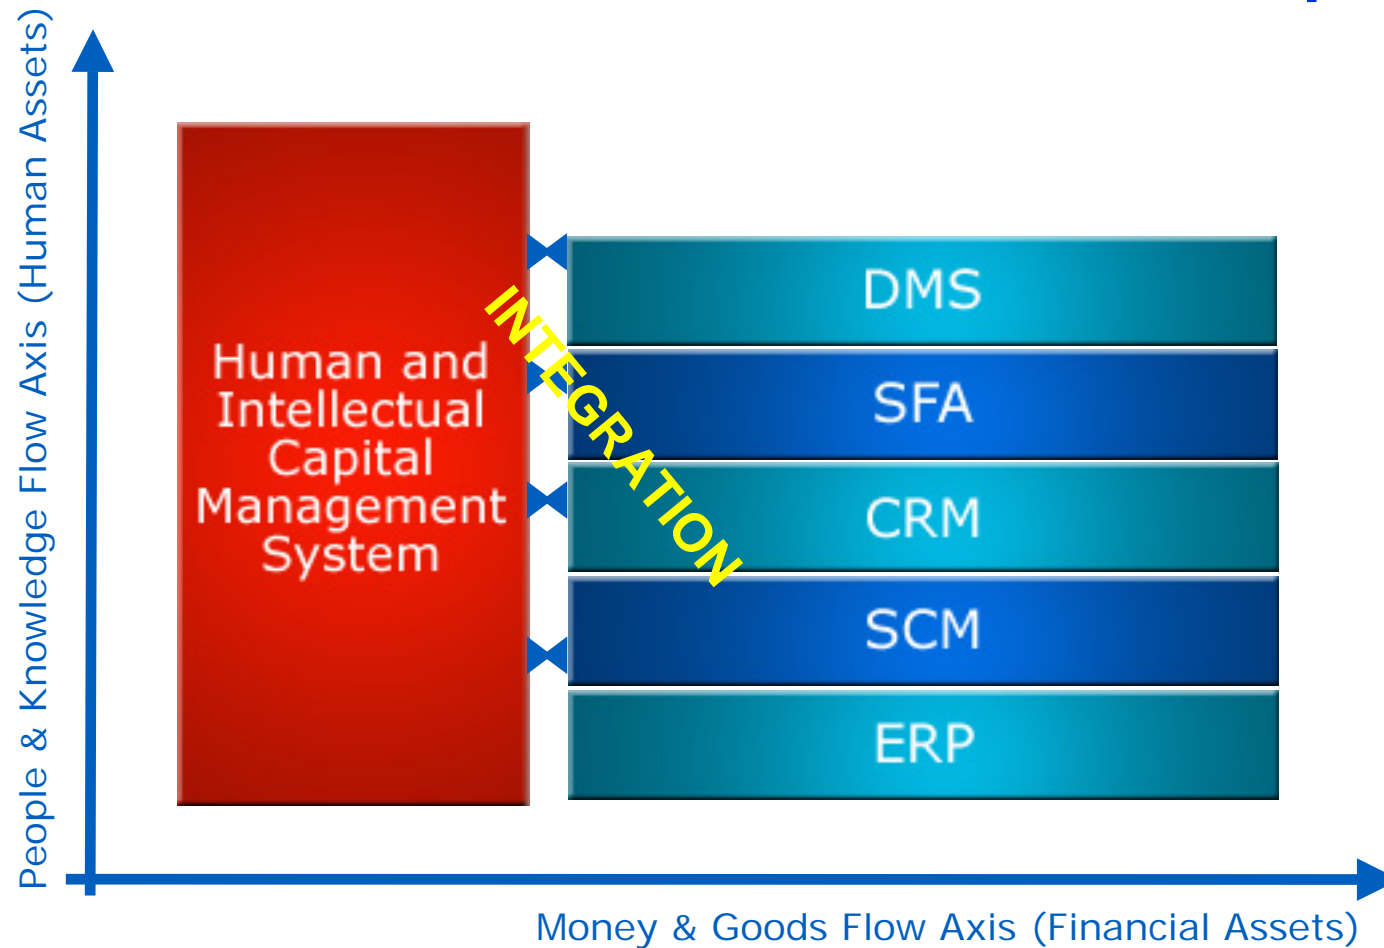 People & Knowledge Flow Axis (Human Assets)
Human and
Intellectual
Capital
Management
System
INTEGRATION
DMS
SFA
CRM
SCM
ERP
Money & Goods Flow Axis (Financial Assets)